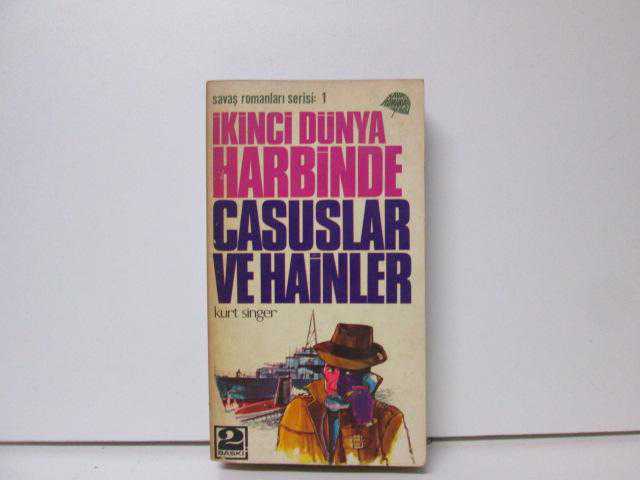 savaş romanları serisi: 1
İKİNCİ DÜNYA
HARBİNDE
CASUSLAR
VE HAİNLER
kurt singer
2
BASKI